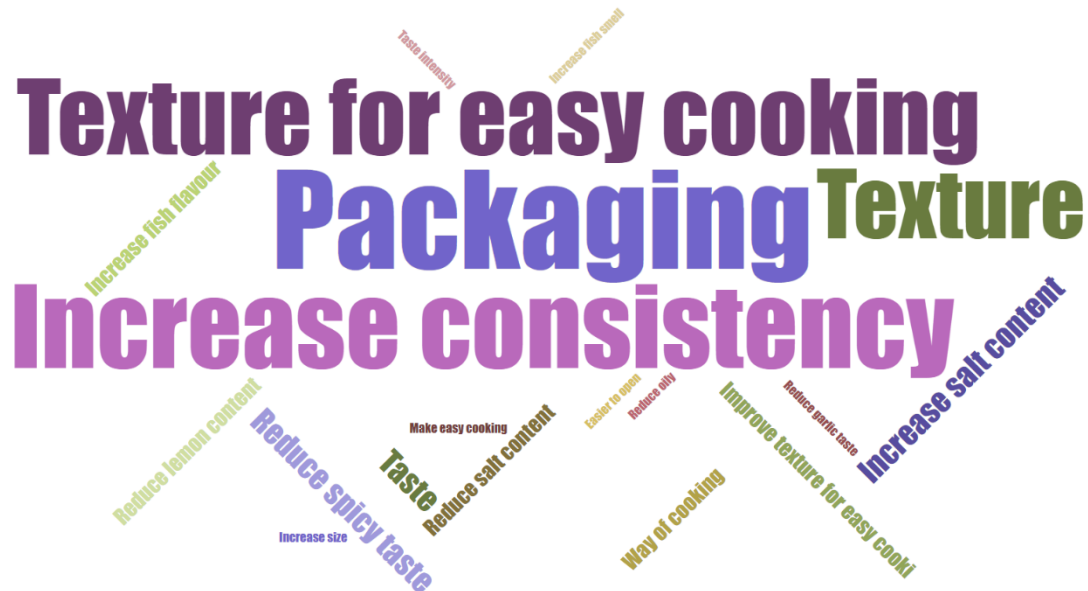 Taste intensity
Increase fish smell
Texture for easy cooking
Increase fish flavour
Packaging
Texture
Increase consistency
Increase salt content
Reduce lemon content
Reduce spicy taste
Make easy cooking
Taste
Reduce salt content
Easier to open
Reduce oily
Improve texture for easy cooki
Reduce garlic taste
Way of cooking
Increase size